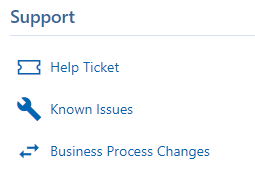 Support
Help Ticket
Known Issues
Business Process Changes